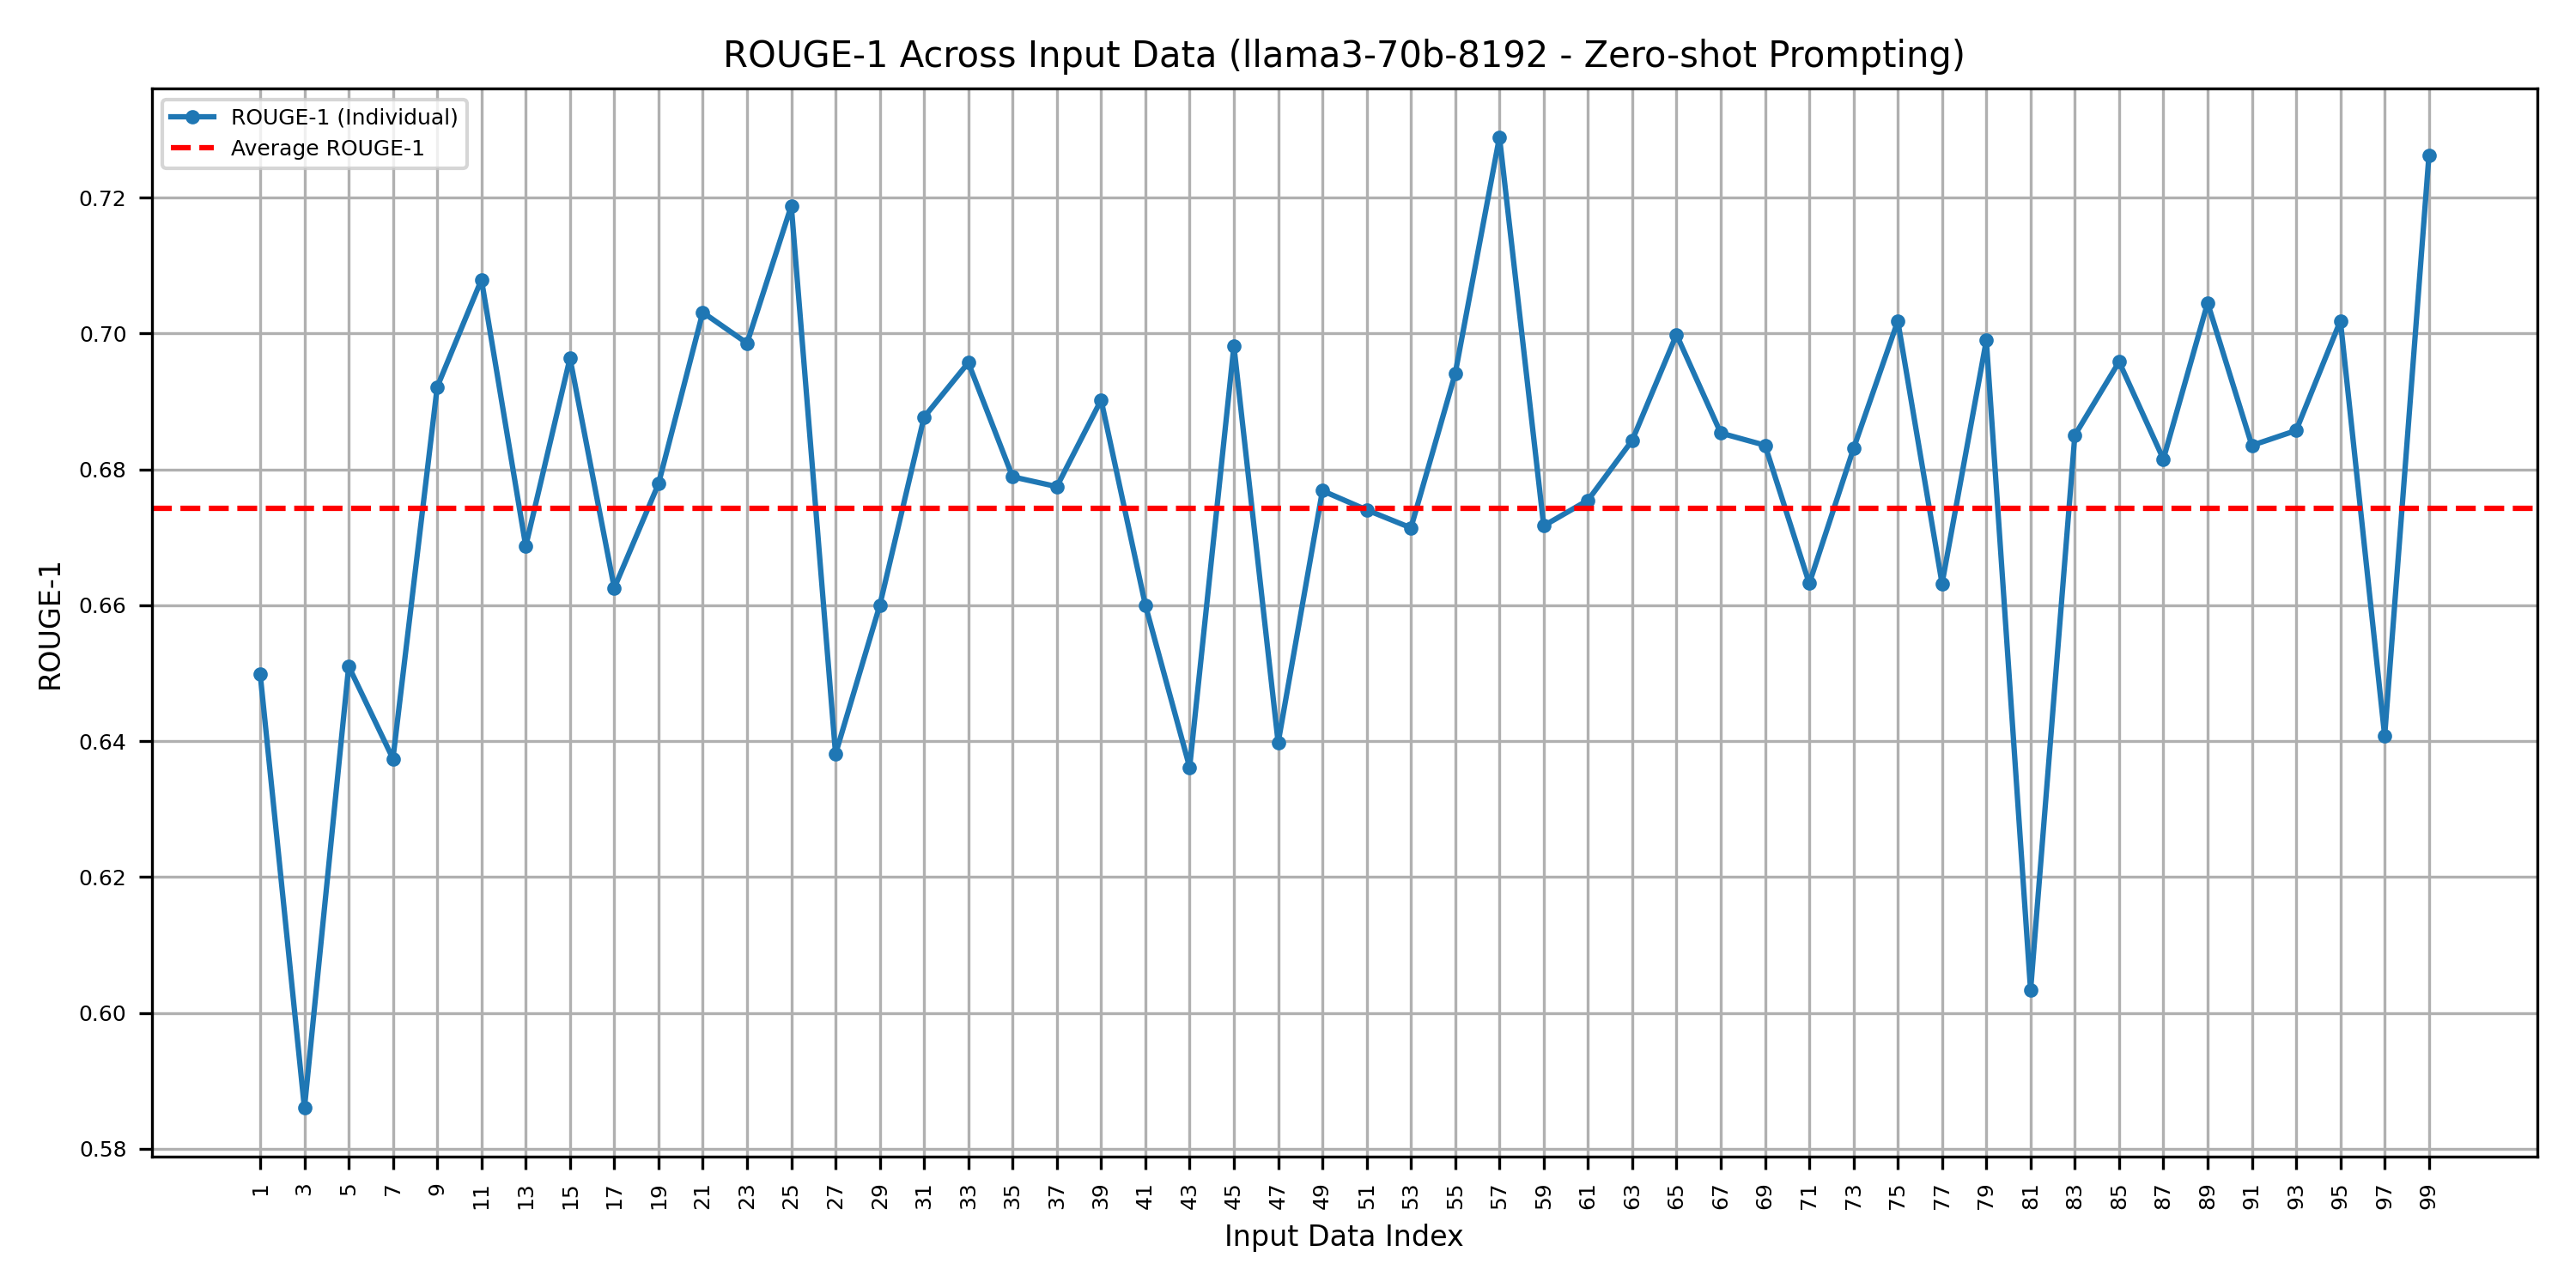 ROUGE-1 Across Input Data (llama3-70b-8192 - Zero-shot Prompting)
ROUGE-1 (Individual)
Average ROUGE-1
0.72
0.70
0.68
0.66
0.64
0.62
0.60
0.58
ROUGE-1
1 3 5 7 9 11 13 15 17 19 21 23 25 27 29 31 33 35 37 39 41 43 45 47 49 51 53 55 57 59 61 63 65 67 69 71 73 75 77 79 81 83 85 87 89 91 93 95 97 99
Input Data Index